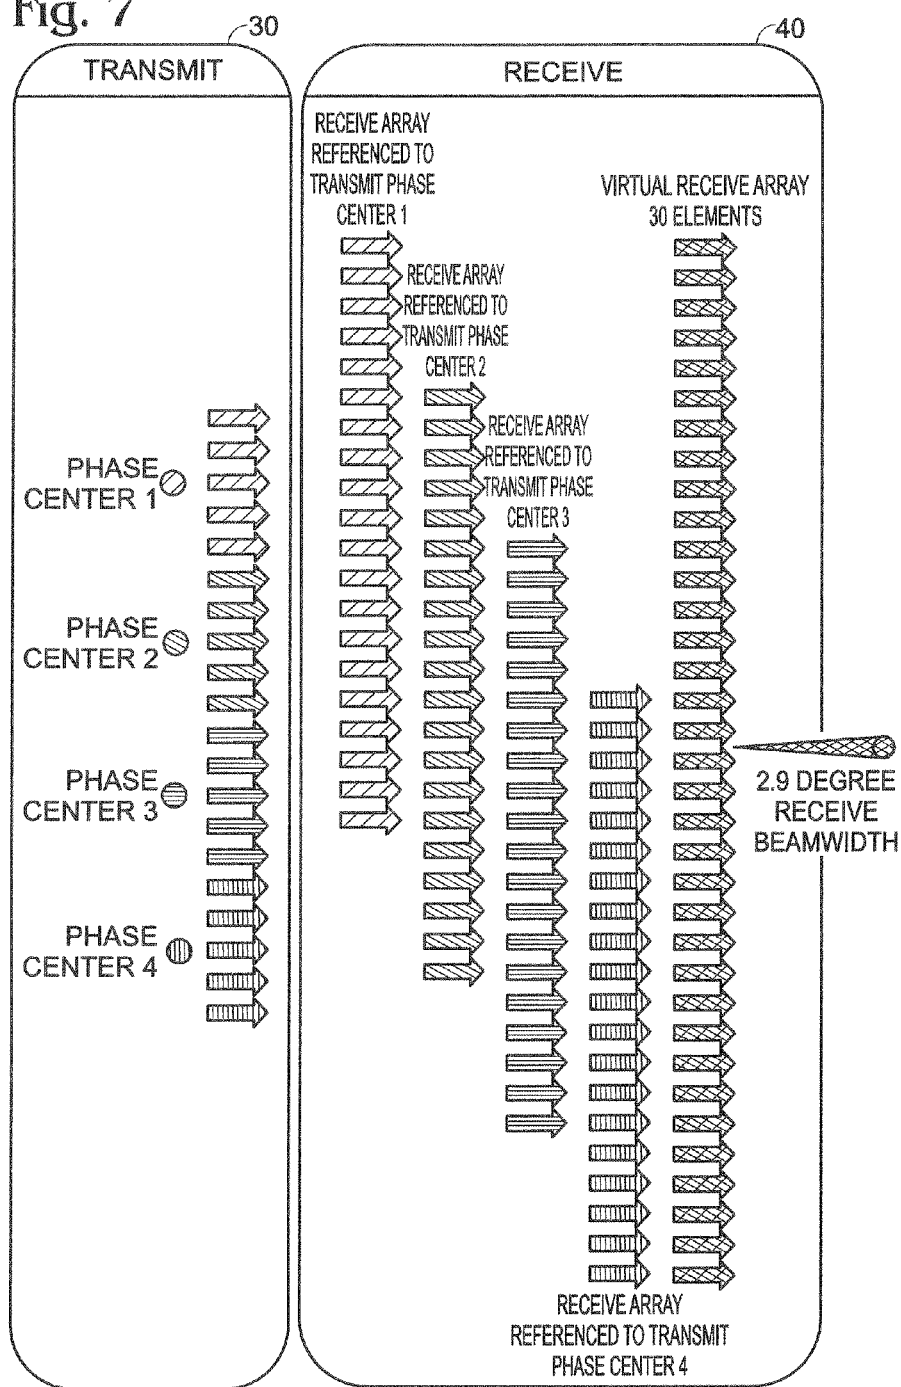 Fig. 7
30
40
TRANSMIT
RECEIVE
RECEIVE ARRAY
REFERENCED TO
TRANSMIT PHASE
CENTER 1
VIRTUAL RECEIVE ARRAY
30 ELEMENTS
RECEIVE ARRAY
REFERENCED TO
TRANSMIT PHASE
CENTER 2
RECEIVE ARRAY
REFERENCED TO
TRANSMIT PHASE
CENTER 3
PHASE
CENTER 1
PHASE
CENTER 2
PHASE
CENTER 3
PHASE
CENTER 4
2.9 DEGREE
RECEIVE
BEAMWIDTH
RECEIVE ARRAY
REFERENCED TO TRANSMIT
PHASE CENTER 4